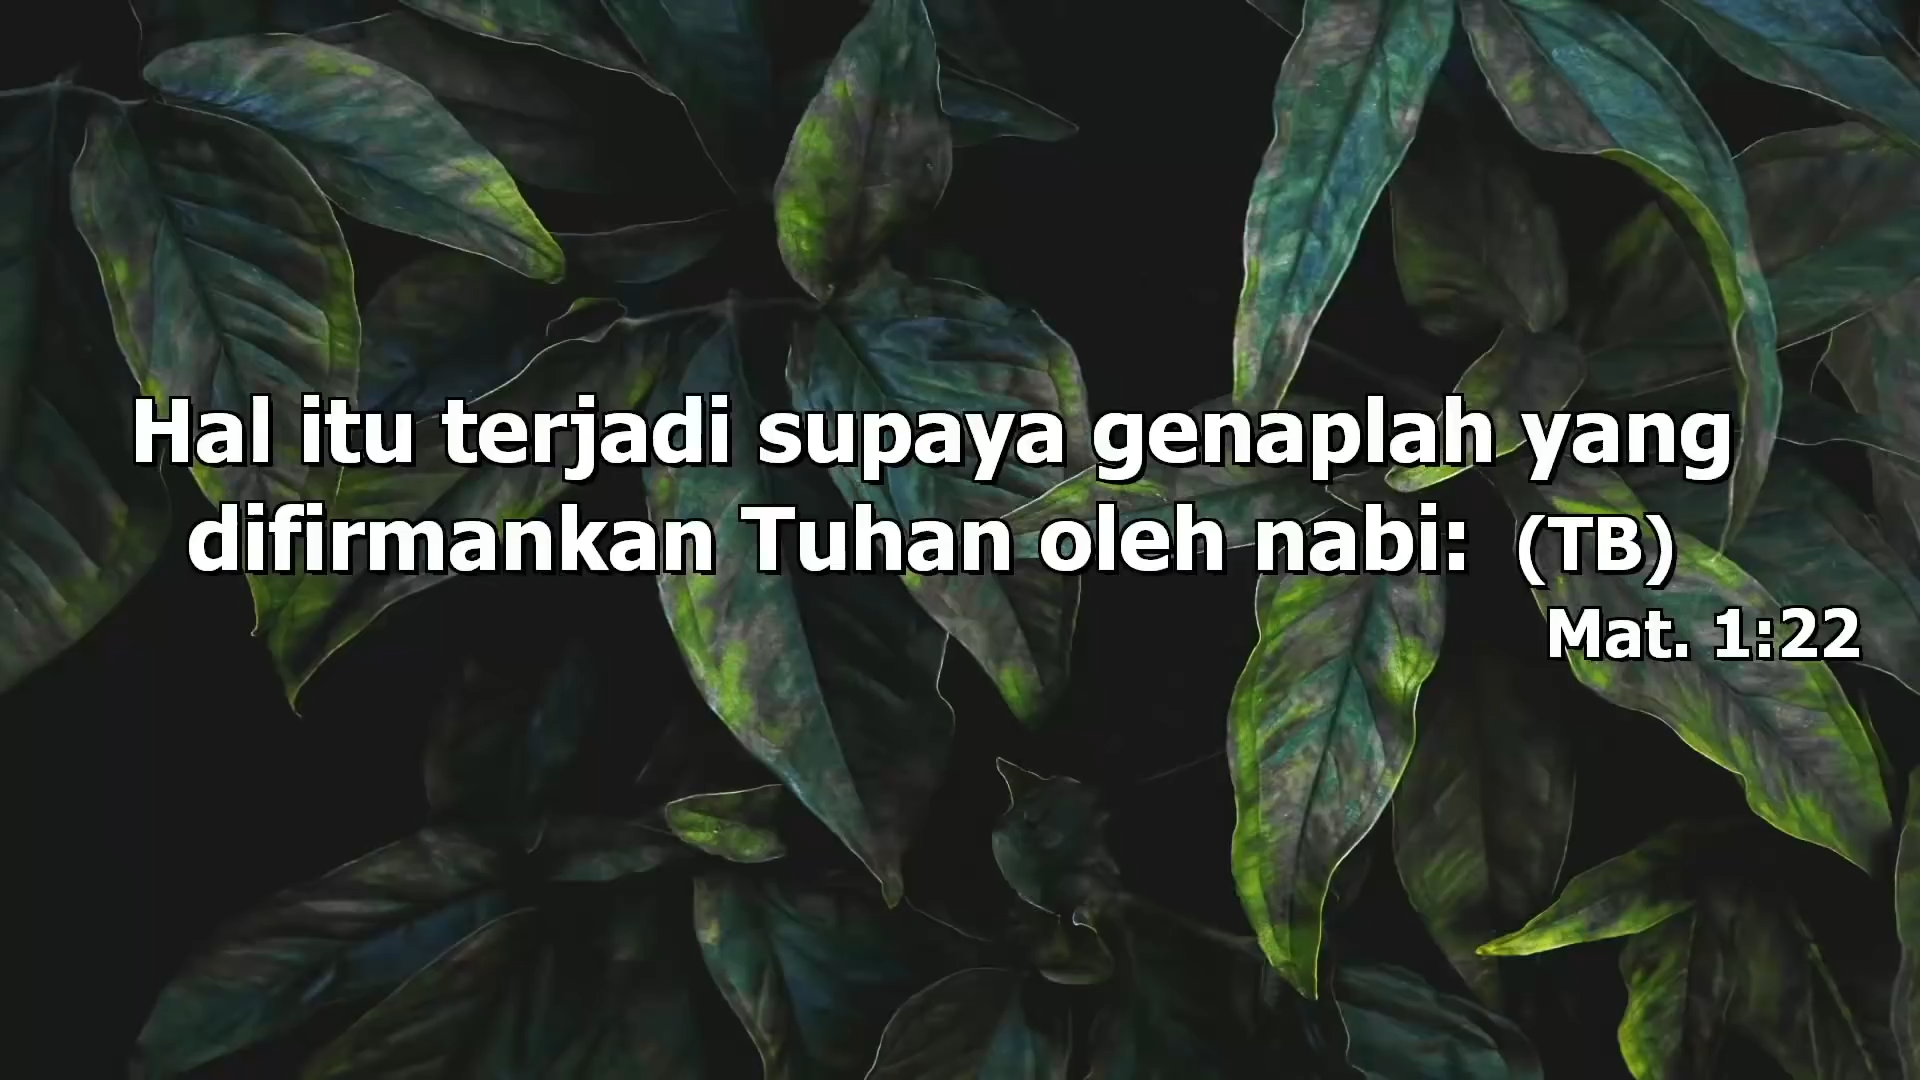 Hal itu terjadi supaya genaplah yang
difirmankan Tuhan oleh nabi: (TB)
Mat. 1:22